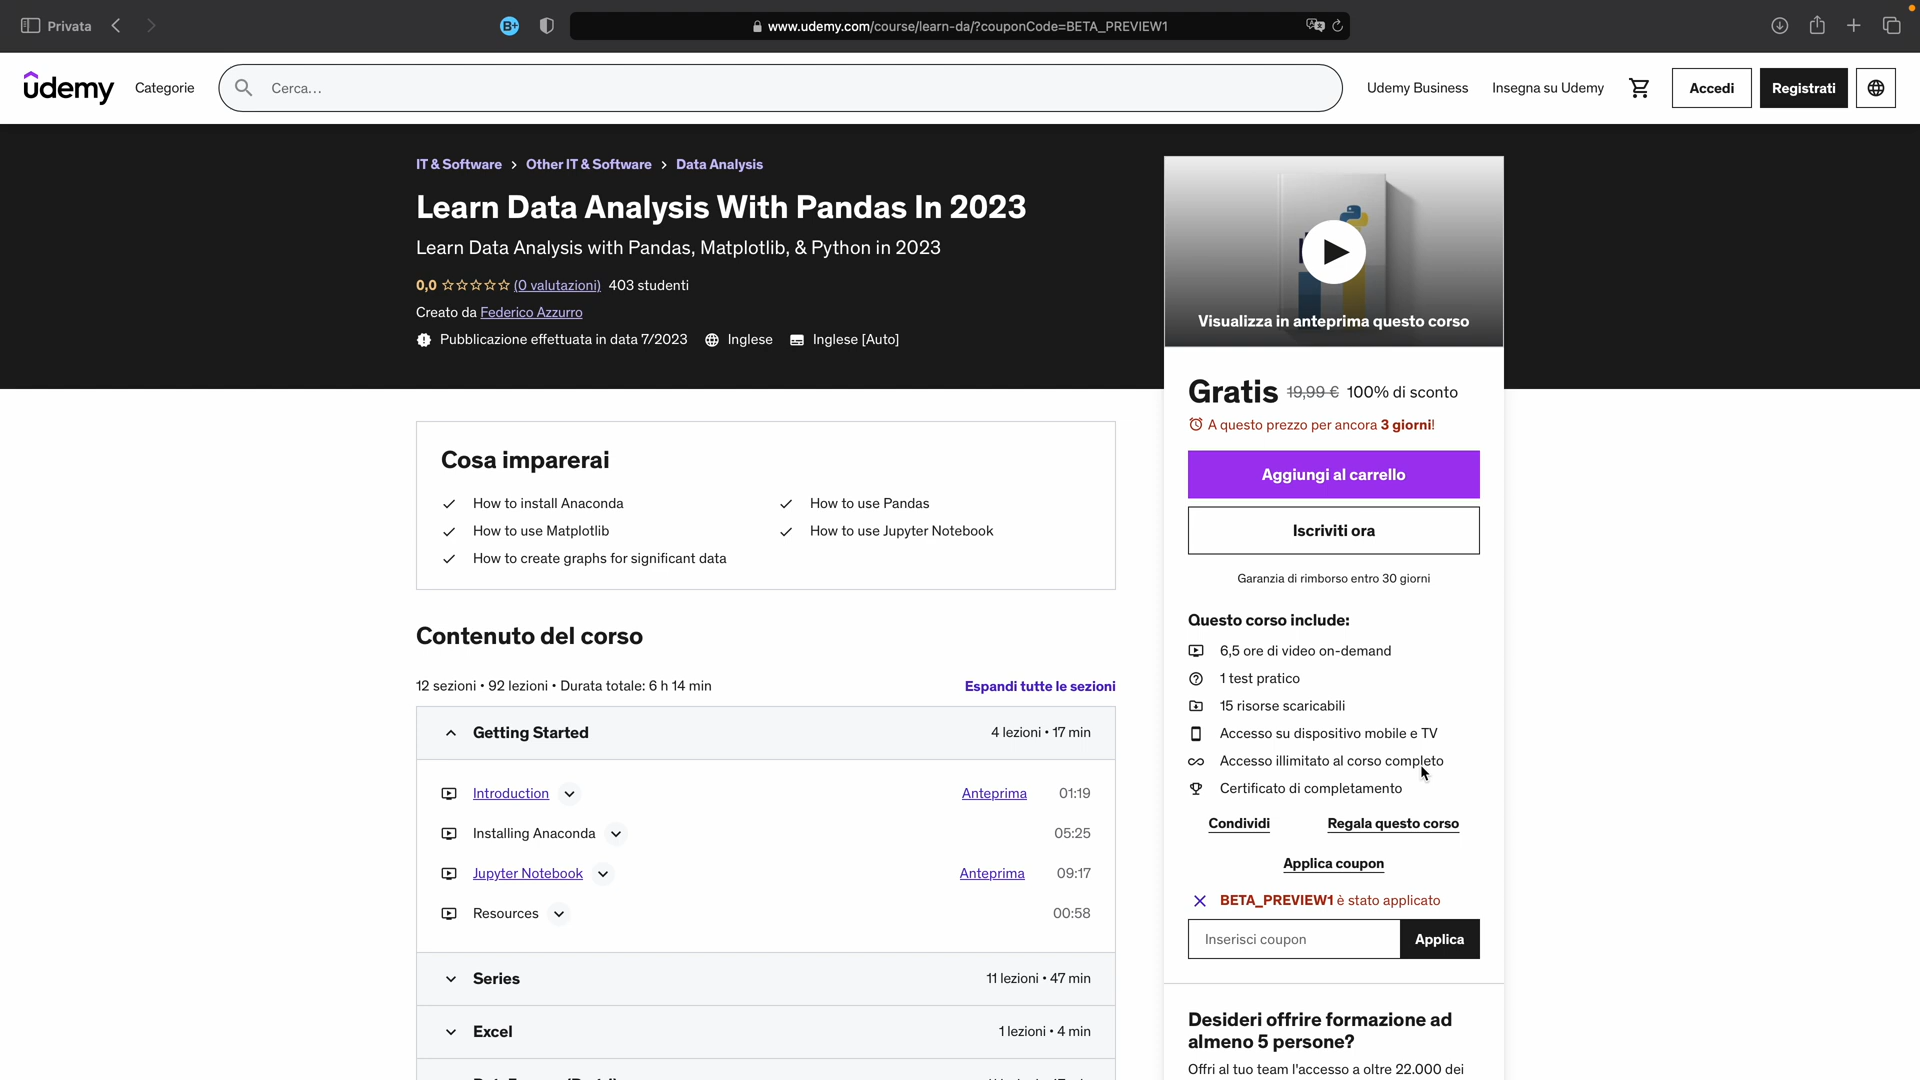 Privata
B+
www.udemy.com/course/learn-da/?couponCode=BETA_PREVIEW1
udemy
Categorie
Cerca...
Udemy Business
Insegna su Udemy
Accedi
Registrati
IT & Software > Other IT & Software > Data Analysis
Learn Data Analysis With Pandas In 2023
Learn Data Analysis with Pandas, Matplotlib, & Python in 2023
0,0 (0 valutazioni) 403 studenti
Creato da Federico Azzurro
Pubblicazione effettuata in data 7/2023 Inglese Inglese [Auto]
Visualizza in anteprima questo corso
Gratis 19,99 € 100% di sconto
A questo prezzo per ancora 3 giorni!
Aggiungi al carrello
Iscriviti ora
Garanzia di rimborso entro 30 giorni
Questo corso include:
6,5 ore di video on-demand
1 test pratico
15 risorse scaricabili
Accesso su dispositivo mobile e TV
Accesso illimitato al corso completo
Certificato di completamento
Condividi
Regala questo corso
Applica coupon
BETA_PREVIEW1 è stato applicato
Inserisci coupon
Applica
Desideri offrire formazione ad
almeno 5 persone?
Offri al tuo team l'accesso a oltre 22.000 dei
Cosa imparerai
How to install Anaconda
How to use Pandas
How to use Matplotlib
How to use Jupyter Notebook
How to create graphs for significant data
Contenuto del corso
12 sezioni • 92 lezioni • Durata totale: 6 h 14 min
Espandi tutte le sezioni
Getting Started
4 lezioni • 17 min
Introduction
Anteprima
01:19
Installing Anaconda
05:25
Jupyter Notebook
Anteprima
09:17
Resources
00:58
Series
11 lezioni • 47 min
Excel
1 lezioni • 4 min